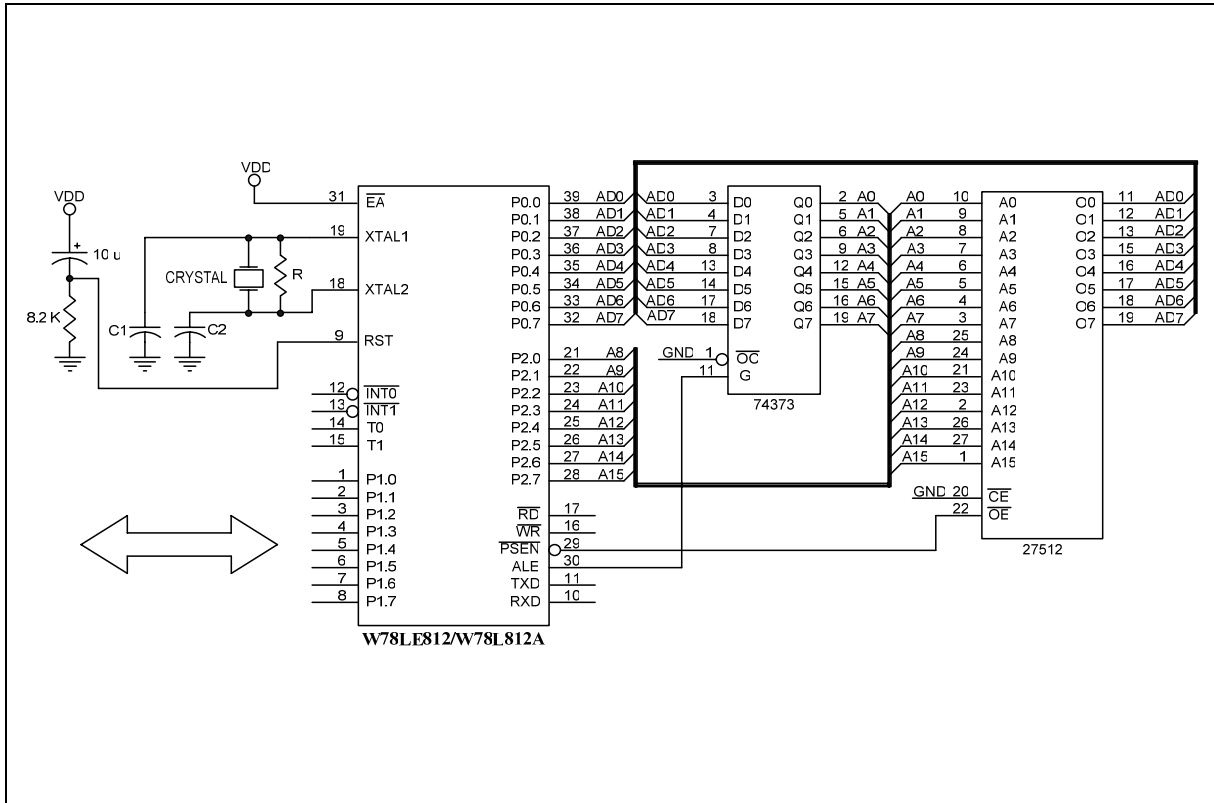 VDD
10 u
8.2 K
VDD
CRYSTAL
R
C1
C2
31 EA
19 XTAL1
18 XTAL2
9 RST
12 INT0
13 INT1
14 T0
15 T1
1 P1.0
2 P1.1
3 P1.2
4 P1.3
5 P1.4
6 P1.5
7 P1.6
8 P1.7
P0.0 39 AD0
P0.1 38 AD1
P0.2 37 AD2
P0.3 36 AD3
P0.4 35 AD4
P0.5 34 AD5
P0.6 33 AD6
P0.7 32 AD7
P2.0 21 A8
P2.1 22 A9
P2.2 23 A10
P2.3 24 A11
P2.4 25 A12
P2.5 26 A13
P2.6 27 A14
P2.7 28 A15
RD 17
WR 16
PSEN 29
ALE 30
TXD 11
RXD 10
W78LE812/W78L812A
AD0 3 D0
AD1 4 D1
AD2 7 D2
AD3 8 D3
AD4 13 D4
AD5 14 D5
AD6 17 D6
AD7 18 D7
GND 1 OC
11 G
Q0 2 A0
Q1 5 A1
Q2 6 A2
Q3 9 A3
Q4 12 A4
Q5 15 A5
Q6 16 A6
Q7 19 A7
74373
A0 10 A0
A1 9 A1
A2 8 A2
A3 7 A3
A4 6 A4
A5 5 A5
A6 4 A6
A7 3 A7
A8 25 A8
A9 24 A9
A10 21 A10
A11 23 A11
A12 2 A12
A13 26 A13
A14 27 A14
A15 1 A15
GND 20 CE
22 OE
O0 11 AD0
O1 12 AD1
O2 13 AD2
O3 15 AD3
O4 16 AD4
O5 17 AD5
O6 18 AD6
O7 19 AD7
27512